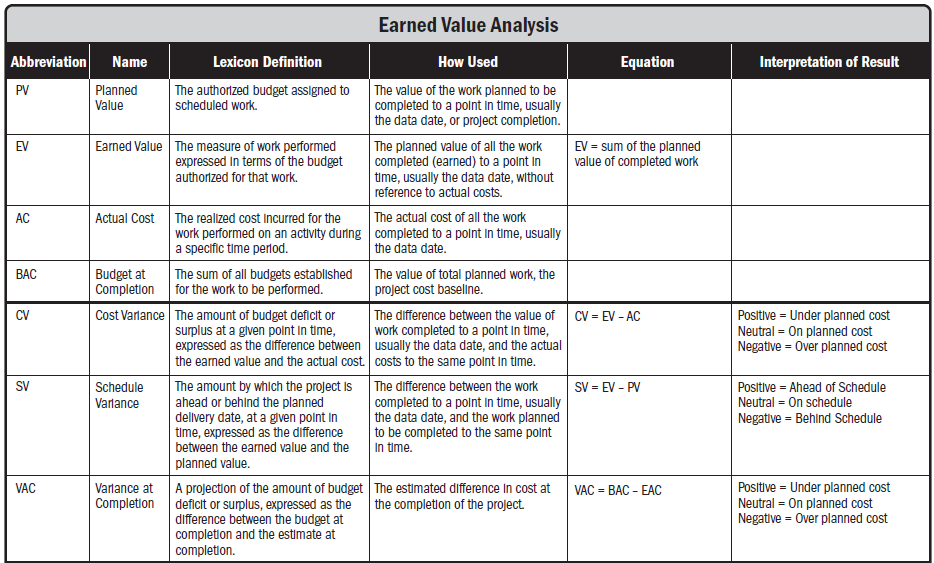 Earned Value Analysis
Abbreviation Name Lexicon Definition How Used Equation Interpretation of Result
PV
Planned
Value
The authorized budget assigned to
scheduled work.
The value of the work planned to be
completed to a point in time, usually
the data date, or project completion.
EV
Earned Value
The measure of work performed
expressed in terms of the budget
authorized for that work.
The planned value of all the work
completed (earned) to a point in
time, usually the data date, without
reference to actual costs.
EV = sum of the planned
value of completed work
AC
Actual Cost
The realized cost incurred for the
work performed on an activity during
a specific time period.
The actual cost of all the work
completed to a point in time, usually
the data date.
BAC
Budget at
Completion
The sum of all budgets established
for the work to be performed.
The value of total planned work, the
project cost baseline.
CV
Cost Variance
The amount of budget deficit or
surplus at a given point in time,
expressed as the difference between
the earned value and the actual cost.
The difference between the value of
work completed to a point in time,
usually the data date, and the actual
costs to the same point in time.
CV = EV – AC
Positive = Under planned cost
Neutral = On planned cost
Negative = Over planned cost
SV
Schedule
Variance
The amount by which the project is
ahead or behind the planned
delivery date, at a given point in
time, expressed as the difference
between the earned value and the
planned value.
The difference between the work
completed to a point in time, usually
the data date, and the work planned
to be completed to the same point
in time.
SV = EV – PV
Positive = Ahead of Schedule
Neutral = On schedule
Negative = Behind Schedule
VAC
Variance at
Completion
A projection of the amount of budget
deficit or surplus, expressed as the
difference between the budget at
completion and the estimate at
completion.
The estimated difference in cost at
the completion of the project.
VAC = BAC – EAC
Positive = Under planned cost
Neutral = On planned cost
Negative = Over planned cost